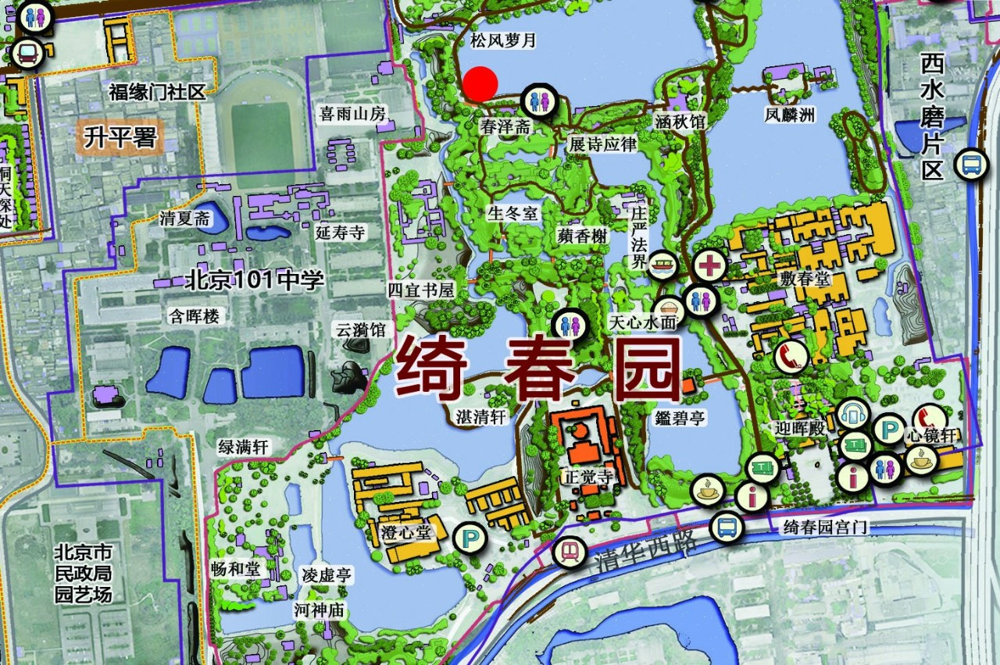 松风萝月
福缘门社区
喜雨山房
升平署
春泽斋
涵秋馆
凤麟洲
西水磨片区
展诗应律
洞天深处
清夏斋
延寿寺
生冬室
蘋香榭
庄严法界
北京101中学
四宜书屋
敷春堂
含晖楼
云漪馆
天心水面
绮春园
湛清轩
鑑碧亭
迎晖殿
P
心镜轩
绿满轩
正觉寺
i
i
澄心堂
P
绮春园宫门
清华西路
北京市
民政局
园艺场
畅和堂
凌虚亭
河神庙